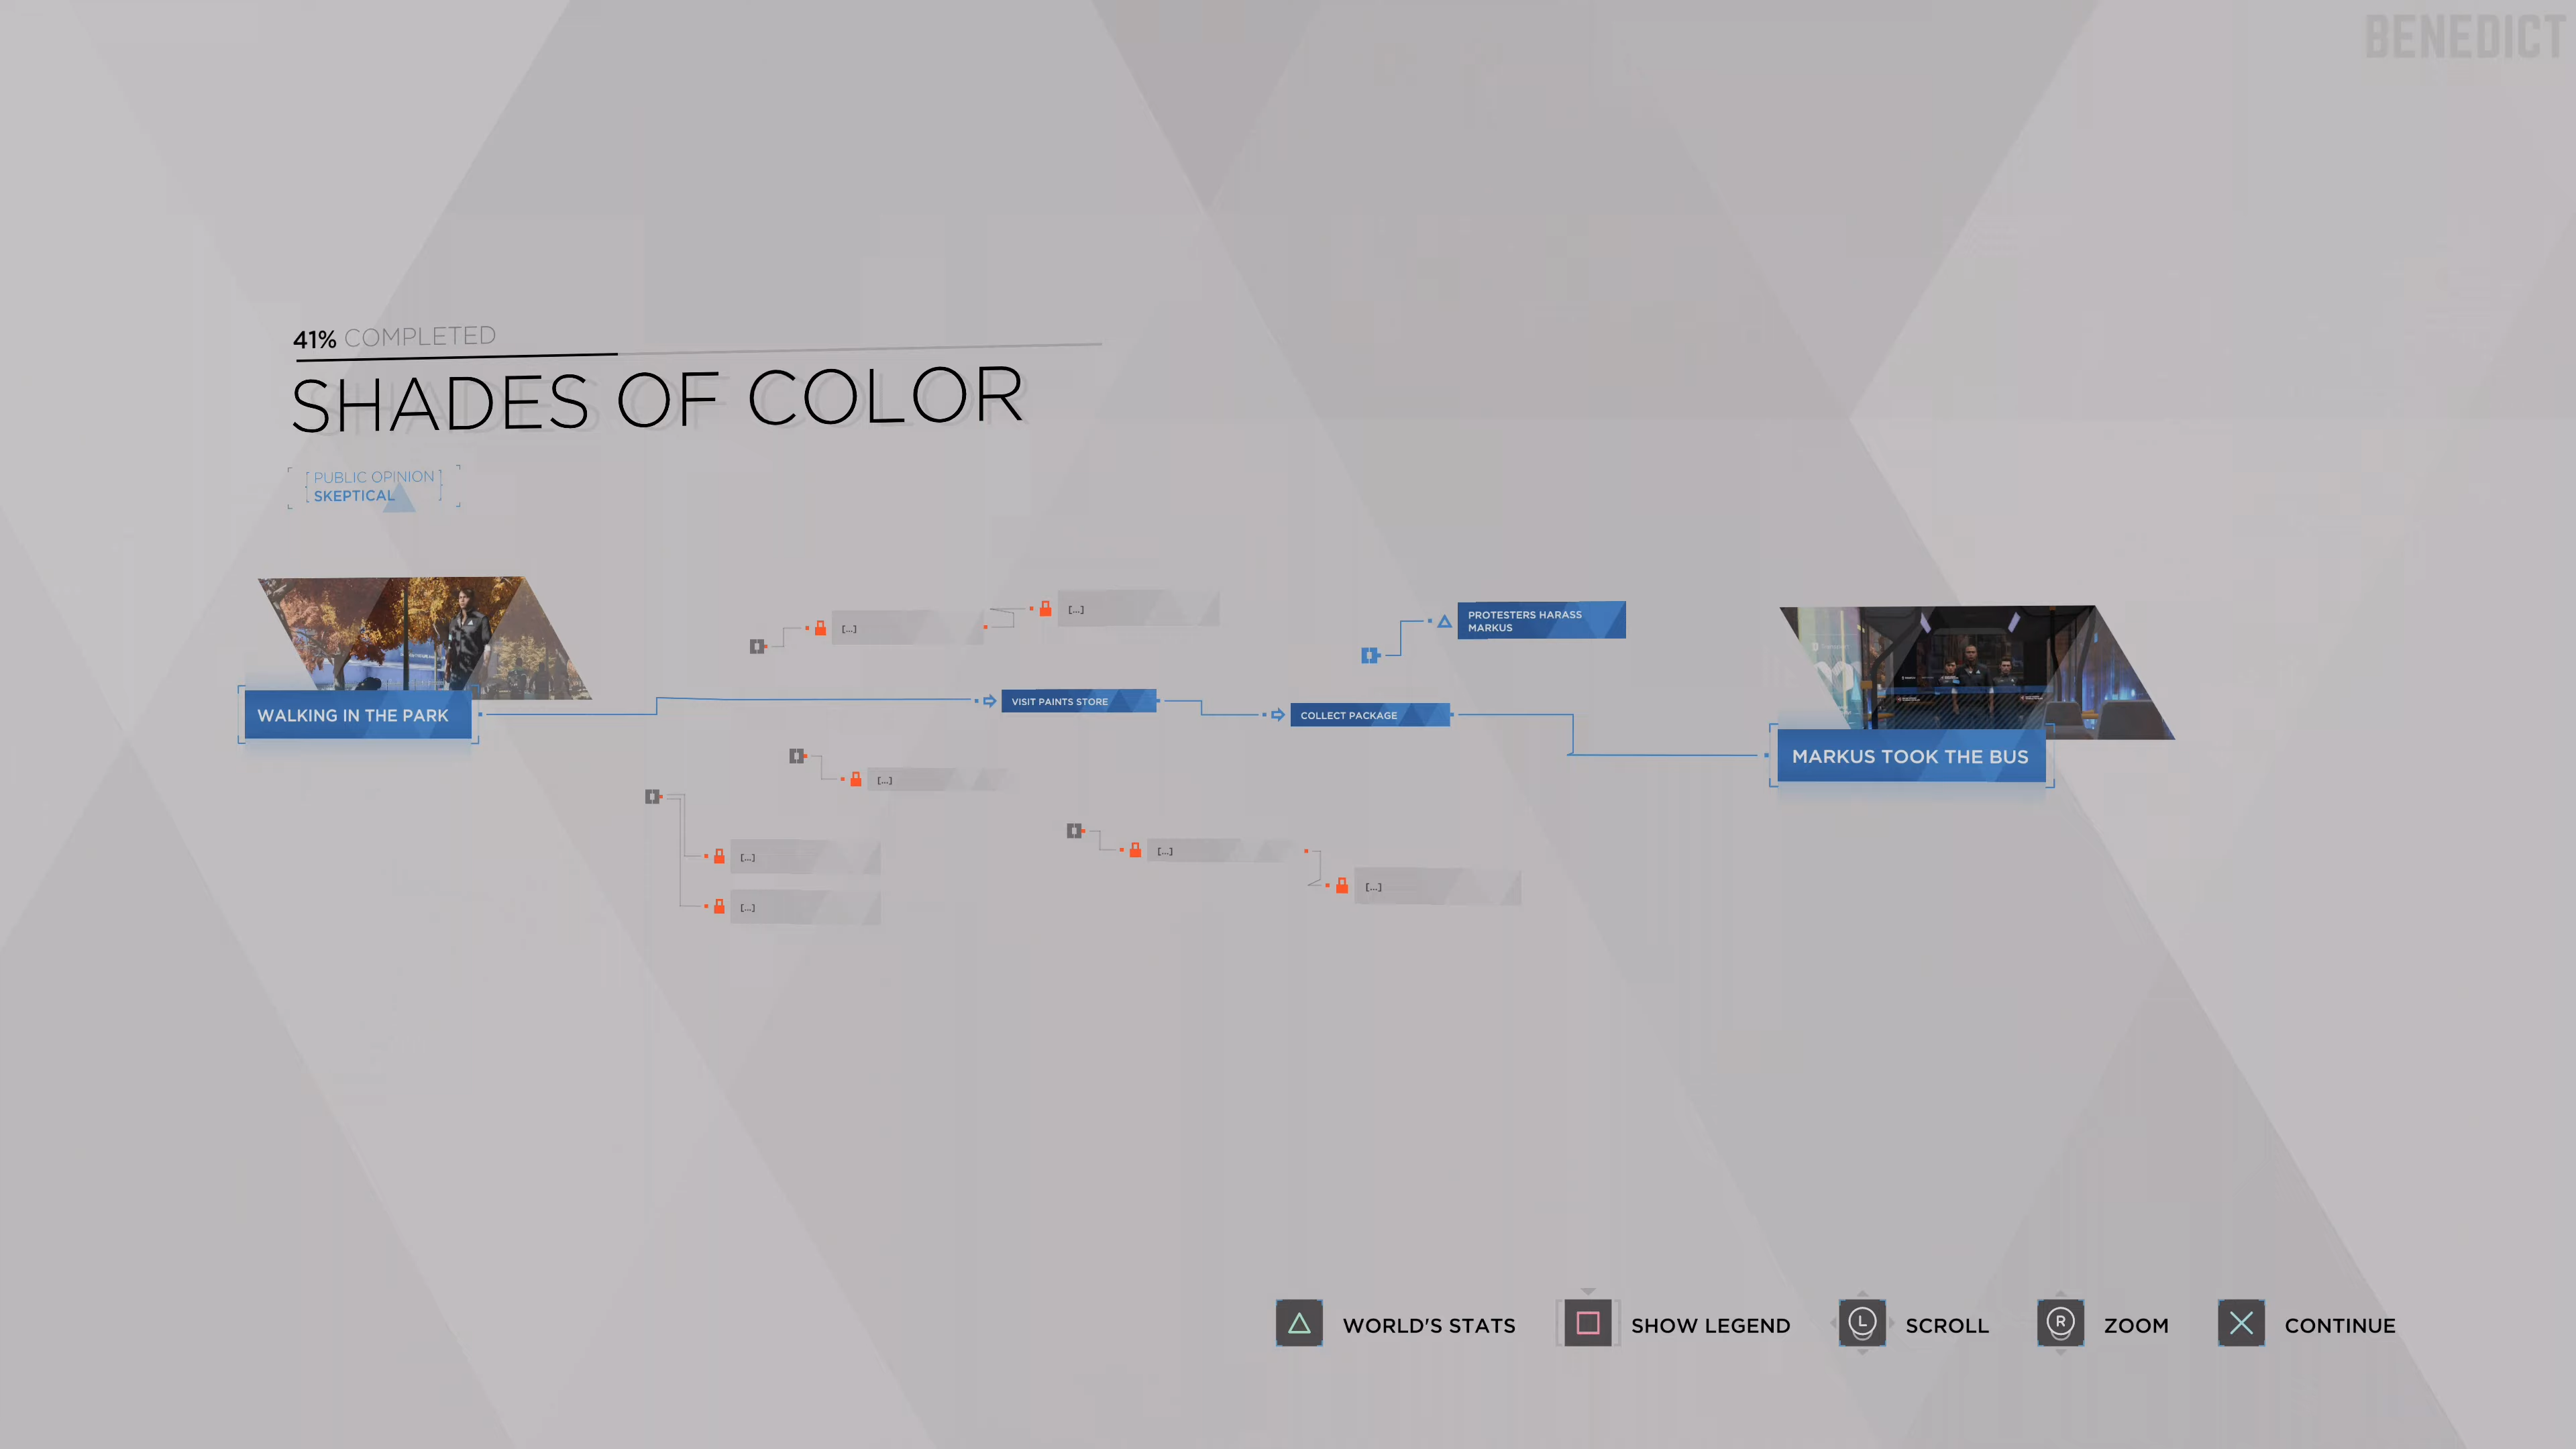 BENEDICT
41% COMPLETED
SHADES OF COLOR
PUBLIC OPINION
SKEPTICAL
[...]
[...]
PROTESTERS HARASS
MARKUS
WALKING IN THE PARK
VISIT PAINTS STORE
COLLECT PACKAGE
MARKUS TOOK THE BUS
[...]
[...]
[...]
[...]
[...]
WORLD'S STATS
SHOW LEGEND
L
SCROLL
R
ZOOM
CONTINUE